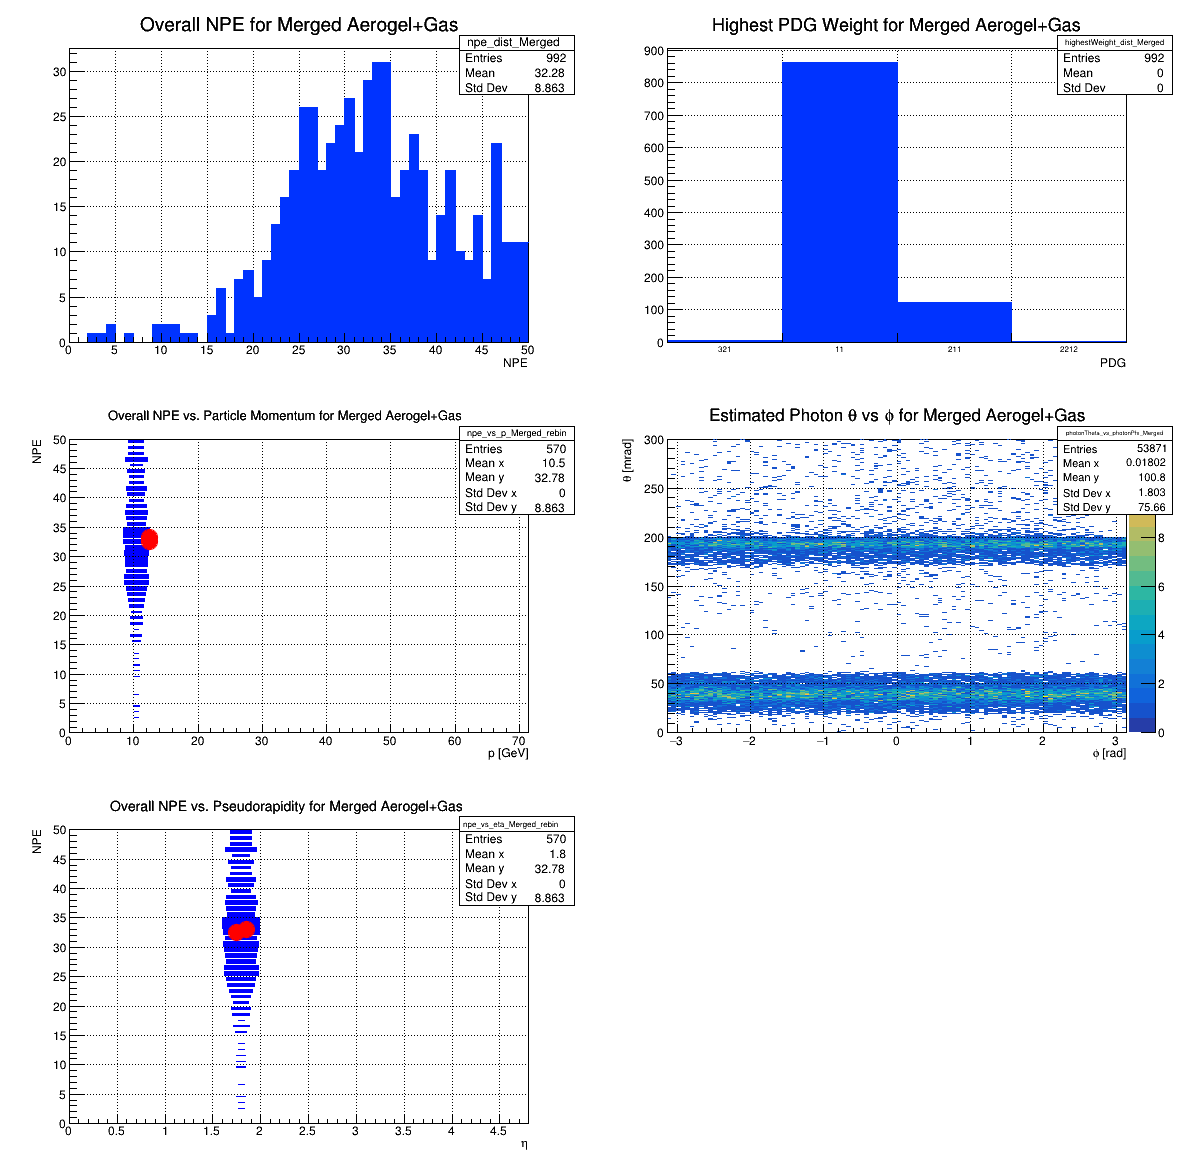 Overall NPE for Merged Aerogel+Gas
npe_dist_Merged
Entries 992
Mean 32.28
Std Dev 8.863
30
25
20
15
10
5
0
0 5 10 15 20 25 30 35 40 45 50
NPE
Highest PDG Weight for Merged Aerogel+Gas
highestWeight_dist_Merged
Entries 992
Mean 0
Std Dev 0
900
800
700
600
500
400
300
200
100
0
321 11 211 2212
PDG
Overall NPE vs. Particle Momentum for Merged Aerogel+Gas
npe_vs_p_Merged_rebin
Entries 570
Mean x 10.5
Mean y 32.78
Std Dev x 0
Std Dev y 8.863
NPE
50
45
40
35
30
25
20
15
10
5
0
0 10 20 30 40 50 60 70
p [GeV]
Estimated Photon θ vs ϕ for Merged Aerogel+Gas
photonTheta_vs_photonPhi_Merged
Entries 53871
Mean x 0.01802
Mean y 100.8
Std Dev x 1.803
Std Dev y 75.66
θ [mrad]
300
250
200
150
100
50
0
−3 −2 −1 0 1 2 3
ϕ [rad]
8
6
4
2
0
Overall NPE vs. Pseudorapidity for Merged Aerogel+Gas
npe_vs_eta_Merged_rebin
Entries 570
Mean x 1.8
Mean y 32.78
Std Dev x 0
Std Dev y 8.863
NPE
50
45
40
35
30
25
20
15
10
5
0
0 0.5 1 1.5 2 2.5 3 3.5 4 4.5
η